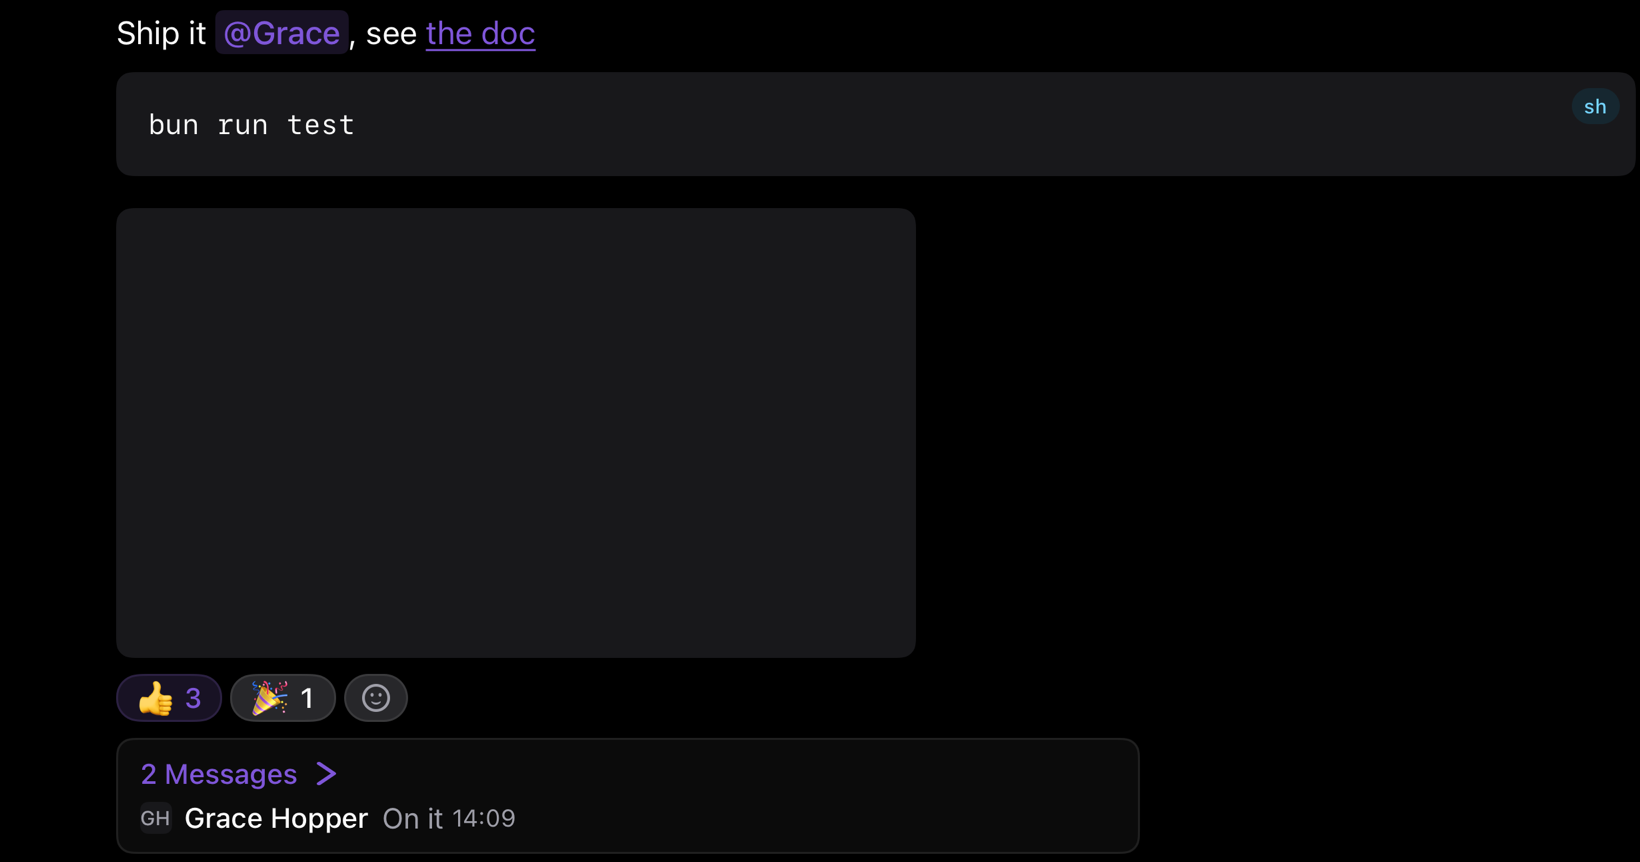 Ship it @Grace, see the doc
sh
bun run test
👍 3 🎉 1
2 Messages >
GH Grace Hopper On it 14:09